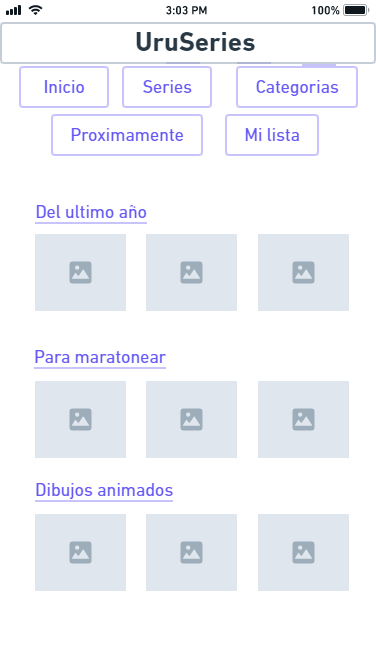 3:03 PM 100%
UruSeries
Inicio Series Categorias
Proximamente Mi lista
Del ultimo año
Para maratonear
Dibujos animados